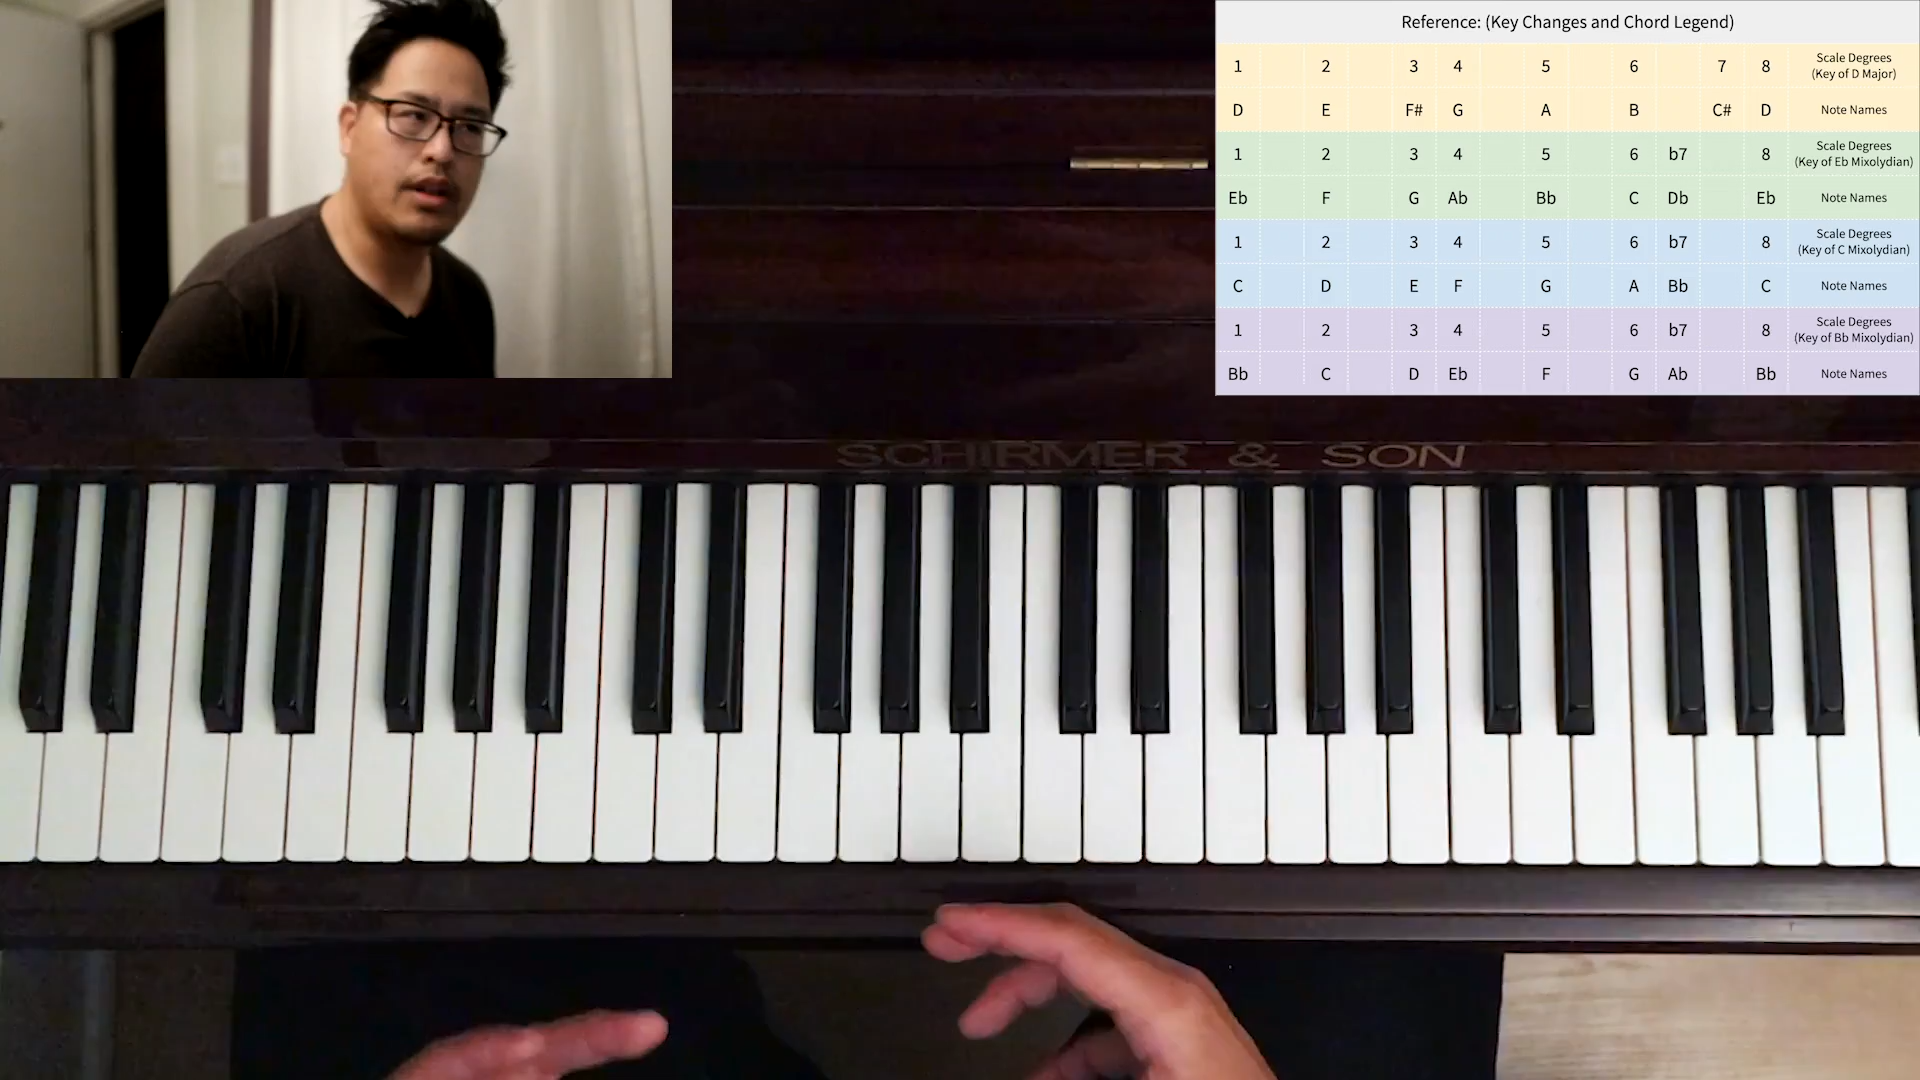 Reference: (Key Changes and Chord Legend)
1 2 3 4 5 6 7 8 Scale Degrees
(Key of D Major)
D E F# G A B C# D Note Names
1 2 3 4 5 6 b7 8 Scale Degrees
(Key of Eb Mixolydian)
Eb F G Ab Bb C Db Eb Note Names
1 2 3 4 5 6 b7 8 Scale Degrees
(Key of C Mixolydian)
C D E F G A Bb C Note Names
1 2 3 4 5 6 b7 8 Scale Degrees
(Key of Bb Mixolydian)
Bb C D Eb F G Ab Bb Note Names
SCHIRMER & SON